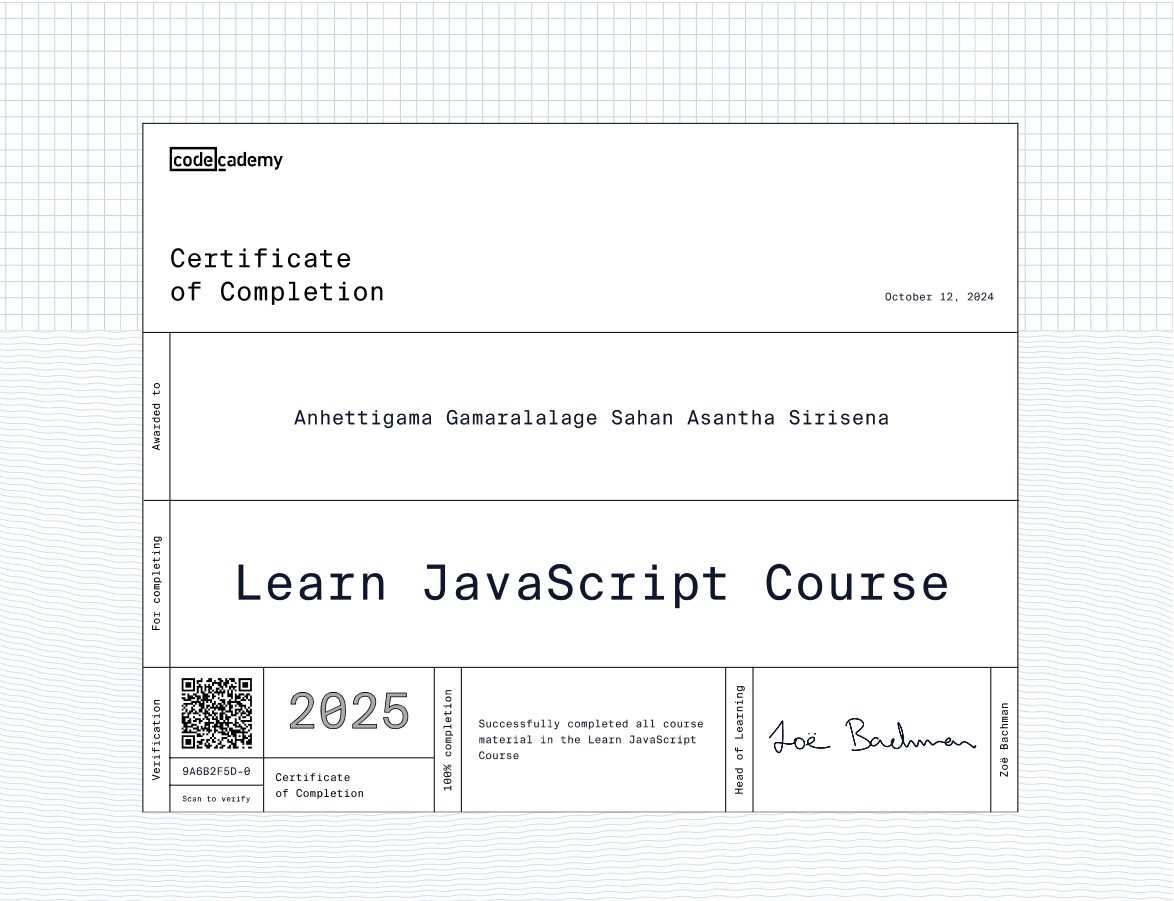 codecademy
Certificate
of Completion
October 12, 2024
Awarded to
Anhettigama Gamaralalage Sahan Asantha Sirisena
For completing
Learn JavaScript Course
Verification
9A6B2F5D-0
Scan to verify
2025
Certificate
of Completion
100% completion
Successfully completed all course
material in the Learn JavaScript
Course
Head of Learning
Zoë Bachman
Zoë Bachman